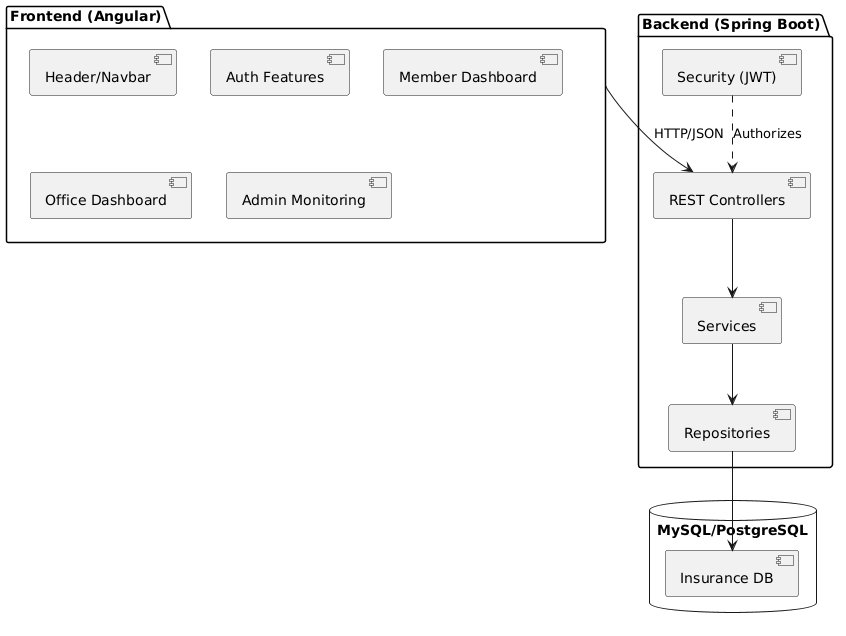 Frontend (Angular)
Header/Navbar
Auth Features
Member Dashboard
Office Dashboard
Admin Monitoring
Backend (Spring Boot)
Security (JWT)
HTTP/JSON
Authorizes
REST Controllers
Services
Repositories
MySQL/PostgreSQL
Insurance DB